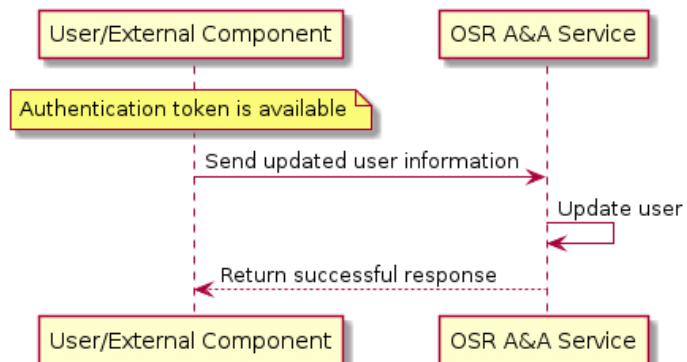 User/External Component
OSR A&A Service
Authentication token is available
Send updated user information
Update user
Return successful response
User/External Component
OSR A&A Service